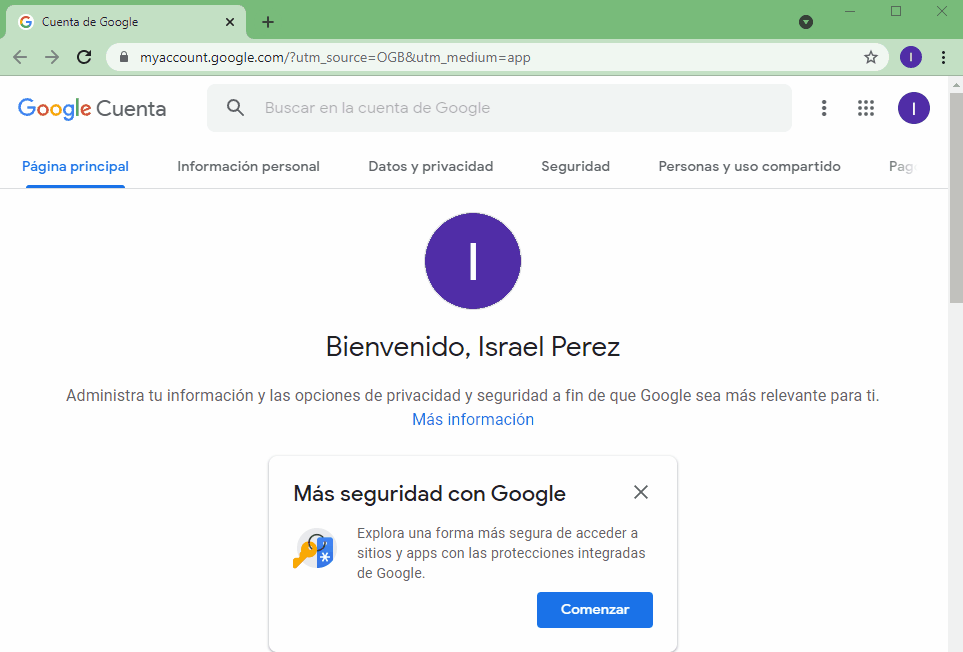 Cuenta de Google
myaccount.google.com/?utm_source=OGB&utm_medium=app
I
Google Cuenta
Buscar en la cuenta de Google
I
Página principal
Información personal
Datos y privacidad
Seguridad
Personas y uso compartido
Pag
I
Bienvenido, Israel Perez
Administra tu información y las opciones de privacidad y seguridad a fin de que Google sea más relevante para ti.
Más información
Más seguridad con Google
Explora una forma más segura de acceder a
sitios y apps con las protecciones integradas
de Google.
Comenzar